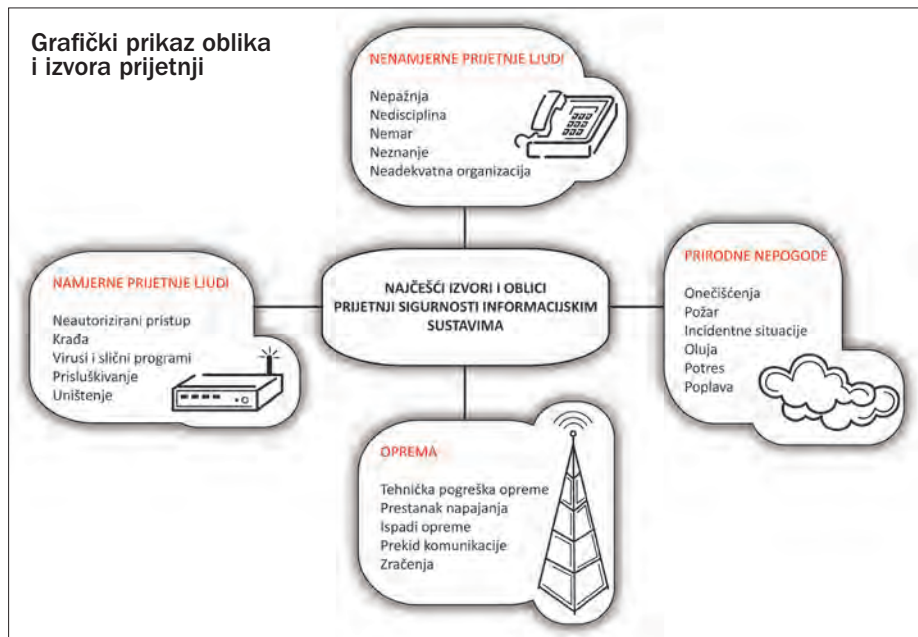 Grafički prikaz oblika
i izvora prijetnji
NENAMJERNE PRIJETNJE LJUDI
Nepažnja
Nedisciplina
Nemar
Neznanje
Neadekvatna organizacija
NAMJERNE PRIJETNJE LJUDI
Neautorizirani pristup
Krađa
Virusi i slični programi
Prisluškivanje
Uništenje
NAJČEŠĆI IZVORI I OBLICI
PRIJETNJI SIGURNOSTI INFORMACIJSKIM
SUSTAVIMA
PRIRODNE NEPOGODE
Onečišćenja
Požar
Incidentne situacije
Oluja
Potres
Poplava
OPREMA
Tehnička pogreška opreme
Prestanak napajanja
Ispadi opreme
Prekid komunikacije
Zračenja